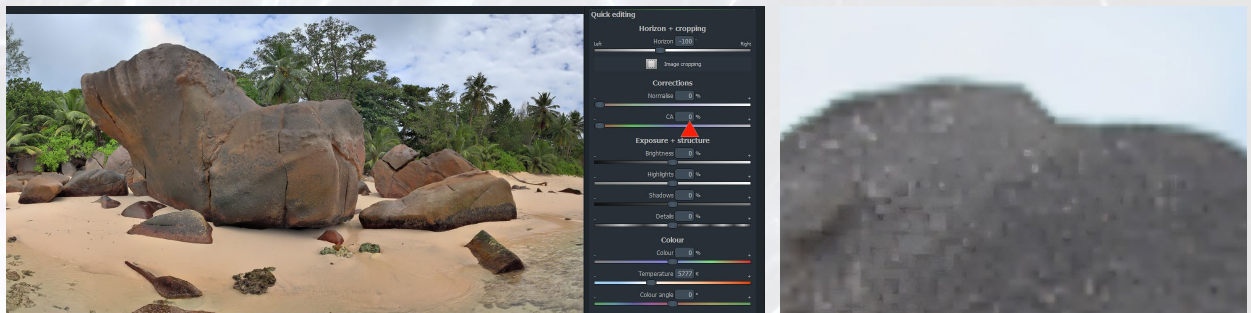 Quick editing
Horizon + cropping
Horizon -100
Left Right
Image cropping
Corrections
Normalise 0 %
CA 0 %
Exposure + structure
Brightness 0 %
Highlights 0 %
Shadows 0 %
Details 0 %
Colour
Colour 0 %
Temperature 5777 K
Colour angle 0 °